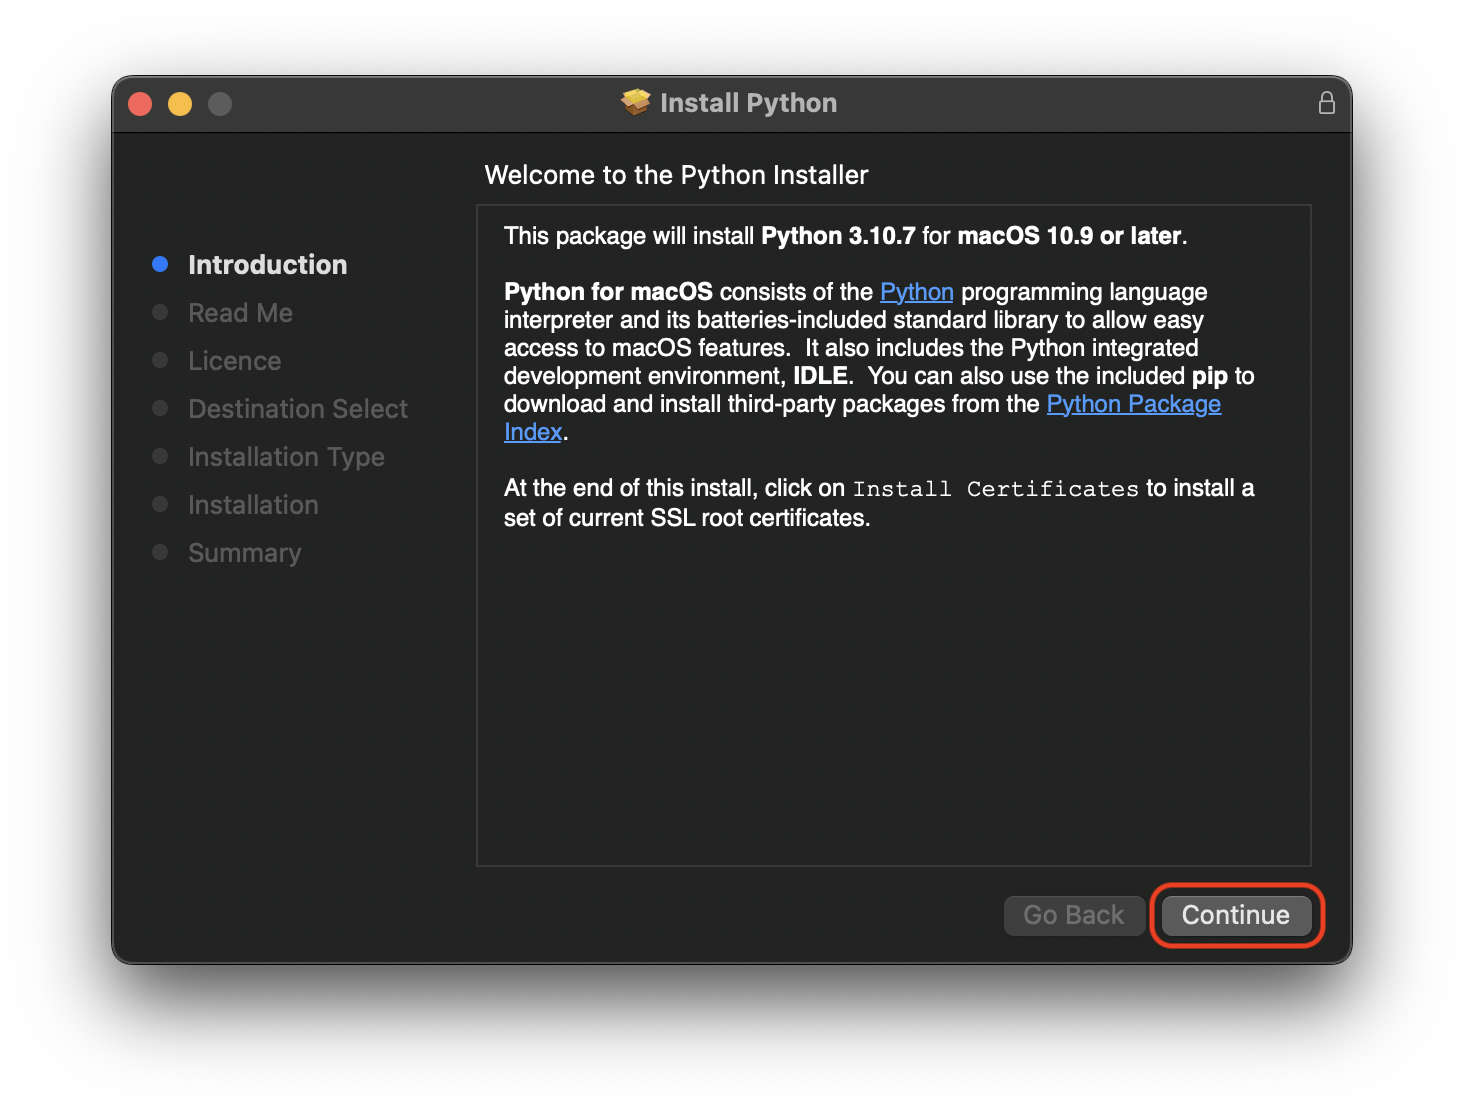 Install Python
Welcome to the Python Installer
Introduction
Read Me
Licence
Destination Select
Installation Type
Installation
Summary
This package will install Python 3.10.7 for macOS 10.9 or later.
Python for macOS consists of the Python programming language
interpreter and its batteries-included standard library to allow easy
access to macOS features.  It also includes the Python integrated
development environment, IDLE.  You can also use the included pip to
download and install third-party packages from the Python Package
Index.
At the end of this install, click on Install Certificates to install a
set of current SSL root certificates.
Go Back
Continue